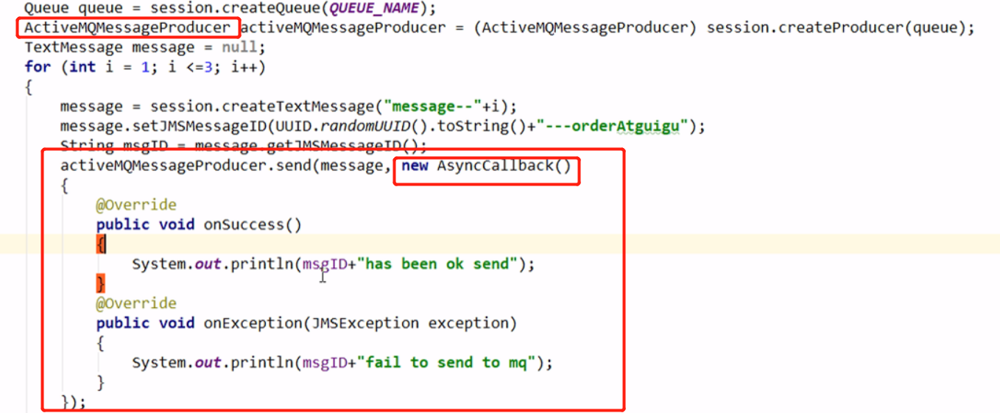 Queue queue = session.createQueue(QUEUE_NAME);
ActiveMQMessageProducer activeMQMessageProducer = (ActiveMQMessageProducer) session.createProducer(queue);
TextMessage message = null;
for (int i = 1; i <=3; i++)
{
message = session.createTextMessage("message--"+i);
message.setJMSMessageID(UUID.randomUUID().toString()+"---orderAtguigu");
String msgID = message.getJMSMessageID();
activeMQMessageProducer.send(message, new AsyncCallback()
{
@Override
public void onSuccess()
{
System.out.println(msgID+"has been ok send");
}
@Override
public void onException(JMSException exception)
{
System.out.println(msgID+"fail to send to mq");
}
});